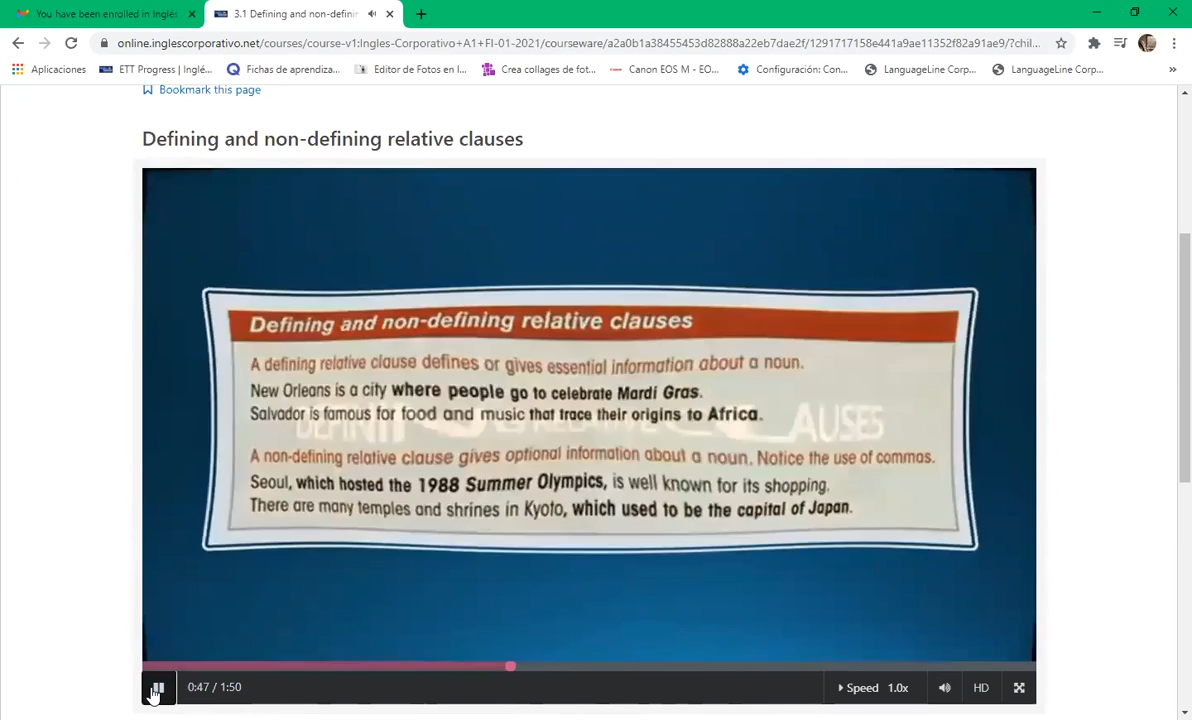 You have been enrolled in Inglés
3.1 Defining and non-definin
online.inglescorporativo.net/courses/course-v1:Ingles-Corporativo+A1+FI-01-2021/courseware/a2a0b1a38455453d82888a22eb7dae2f/1291717158e441a9ae11352f82a91ae9/?chil...
Aplicaciones ETT Progress | Inglé... Fichas de aprendiza... Editor de Fotos en l... Crea collages de fot... Canon EOS M - EO... Configuración: Con... LanguageLine Corp... LanguageLine Corp... »
Bookmark this page
Defining and non-defining relative clauses
Defining and non-defining relative clauses
A defining relative clause defines or gives essential information about a noun.
New Orleans is a city where people go to celebrate Mardi Gras.
Salvador is famous for food and music that trace their origins to Africa.
A non-defining relative clause gives optional information about a noun. Notice the use of commas.
Seoul, which hosted the 1988 Summer Olympics, is well known for its shopping.
There are many temples and shrines in Kyoto, which used to be the capital of Japan.
0:47 / 1:50 Speed 1.0x HD